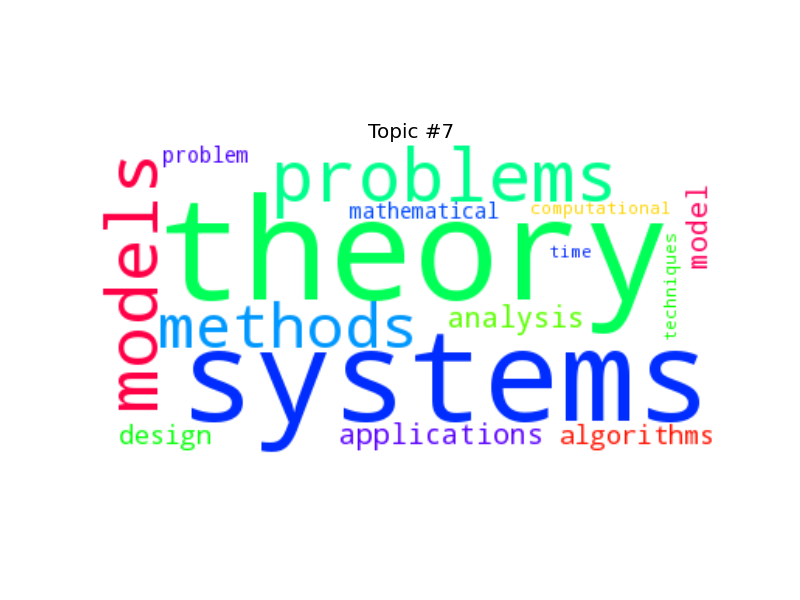 Topic #7
problem
problems
models
mathematical
computational
model
theory
time
techniques
methods
analysis
systems
design
applications
algorithms